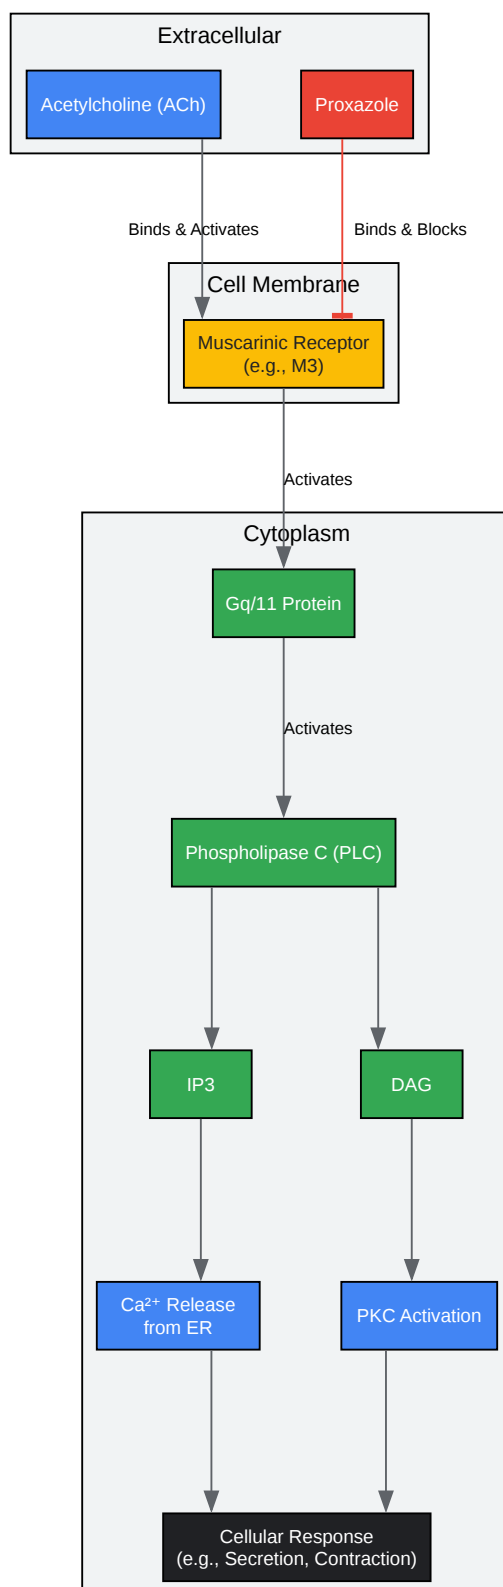 Extracellular
Acetylcholine (ACh)
Proxazole
Binds & Activates
Binds & Blocks
Cell Membrane
Muscarinic Receptor
(e.g., M3)
Activates
Cytoplasm
Gq/11 Protein
Activates
Phospholipase C (PLC)
IP3
DAG
Ca²⁺ Release
from ER
PKC Activation
Cellular Response
(e.g., Secretion, Contraction)